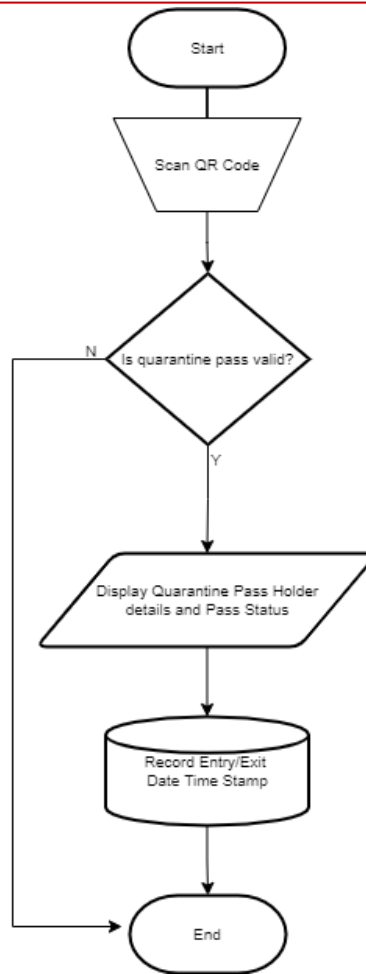 Start
Scan QR Code
N
Is quarantine pass valid?
Y
Display Quarantine Pass Holder
details and Pass Status
Record Entry/Exit
Date Time Stamp
End